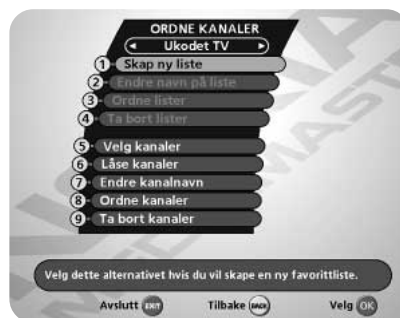 ORDNE KANALER
Ukodet TV
1 Skap ny liste
2 Endre navn på liste
3 Ordne lister
4 Ta bort lister
5 Velg kanaler
6 Låse kanaler
7 Endre kanalnavn
8 Ordne kanaler
9 Ta bort kanaler
Velg dette alternativet hvis du vil skape en ny favorittliste.
Avslutt EXIT Tilbake BACK Velg OK